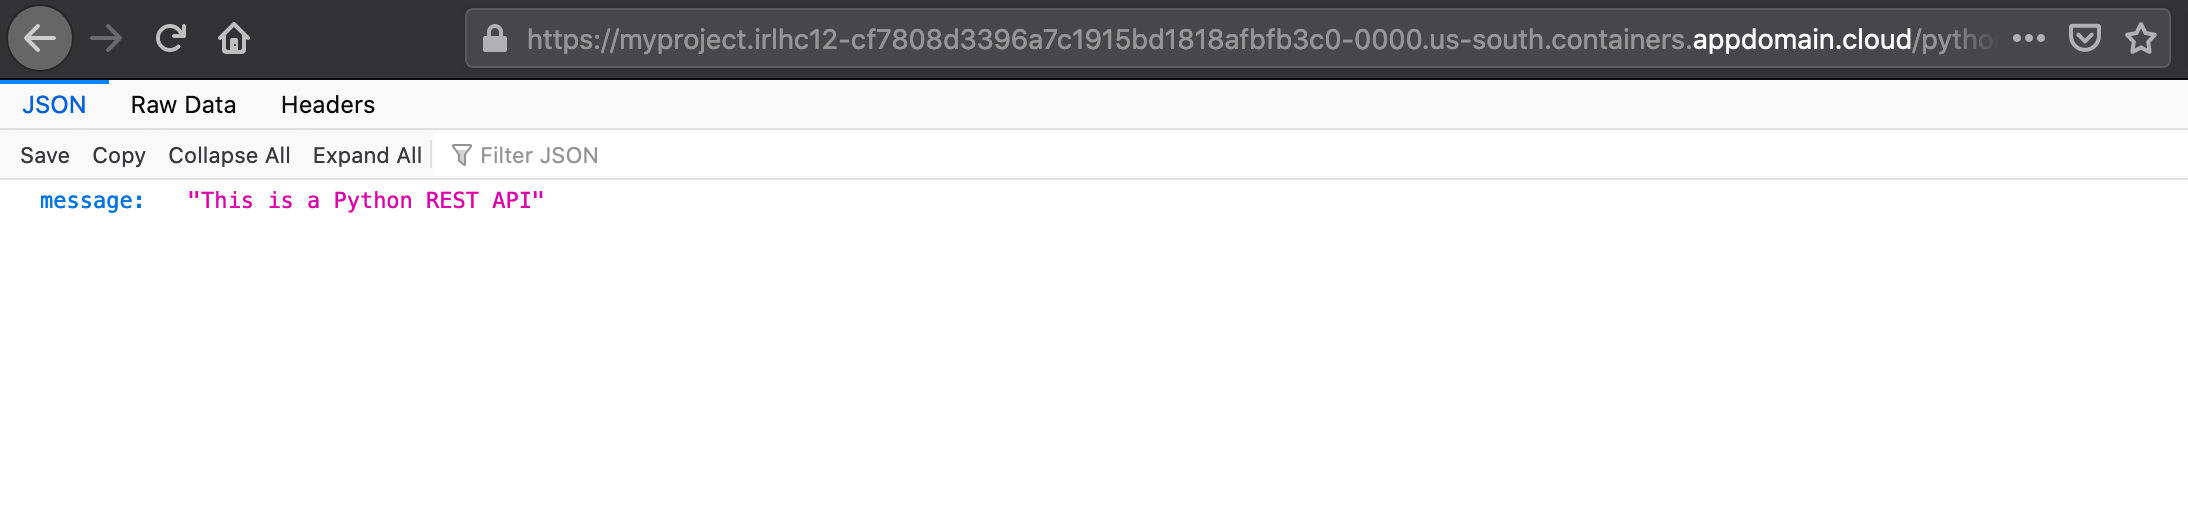 https://myproject.irlhc12-cf7808d3396a7c1915bd1818afbfb3c0-0000.us-south.containers.appdomain.cloud/pytho
JSON Raw Data Headers
Save Copy Collapse All Expand All Filter JSON
message: "This is a Python REST API"